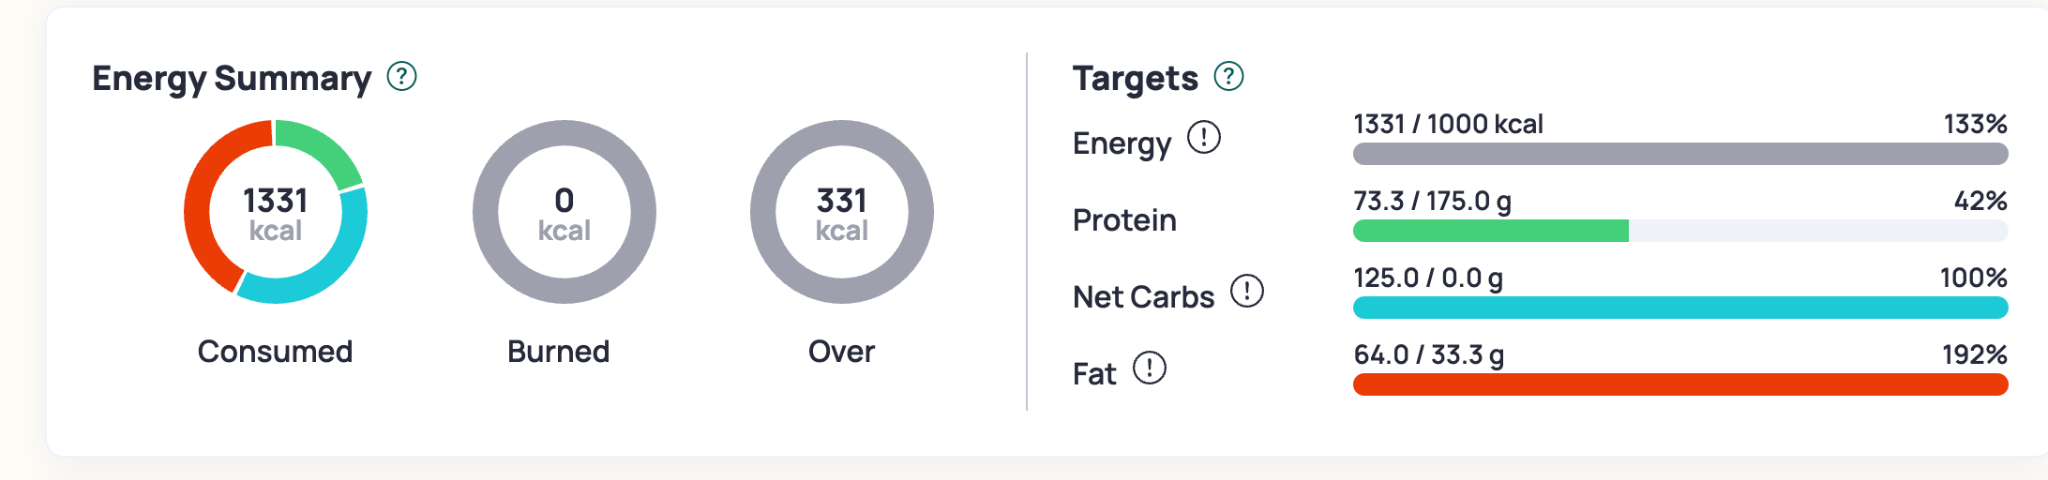 Energy Summary ?
1331
kcal
Consumed
0
kcal
Burned
331
kcal
Over
Targets ?
Energy ! 1331 / 1000 kcal 133%
Protein 73.3 / 175.0 g 42%
Net Carbs ! 125.0 / 0.0 g 100%
Fat ! 64.0 / 33.3 g 192%